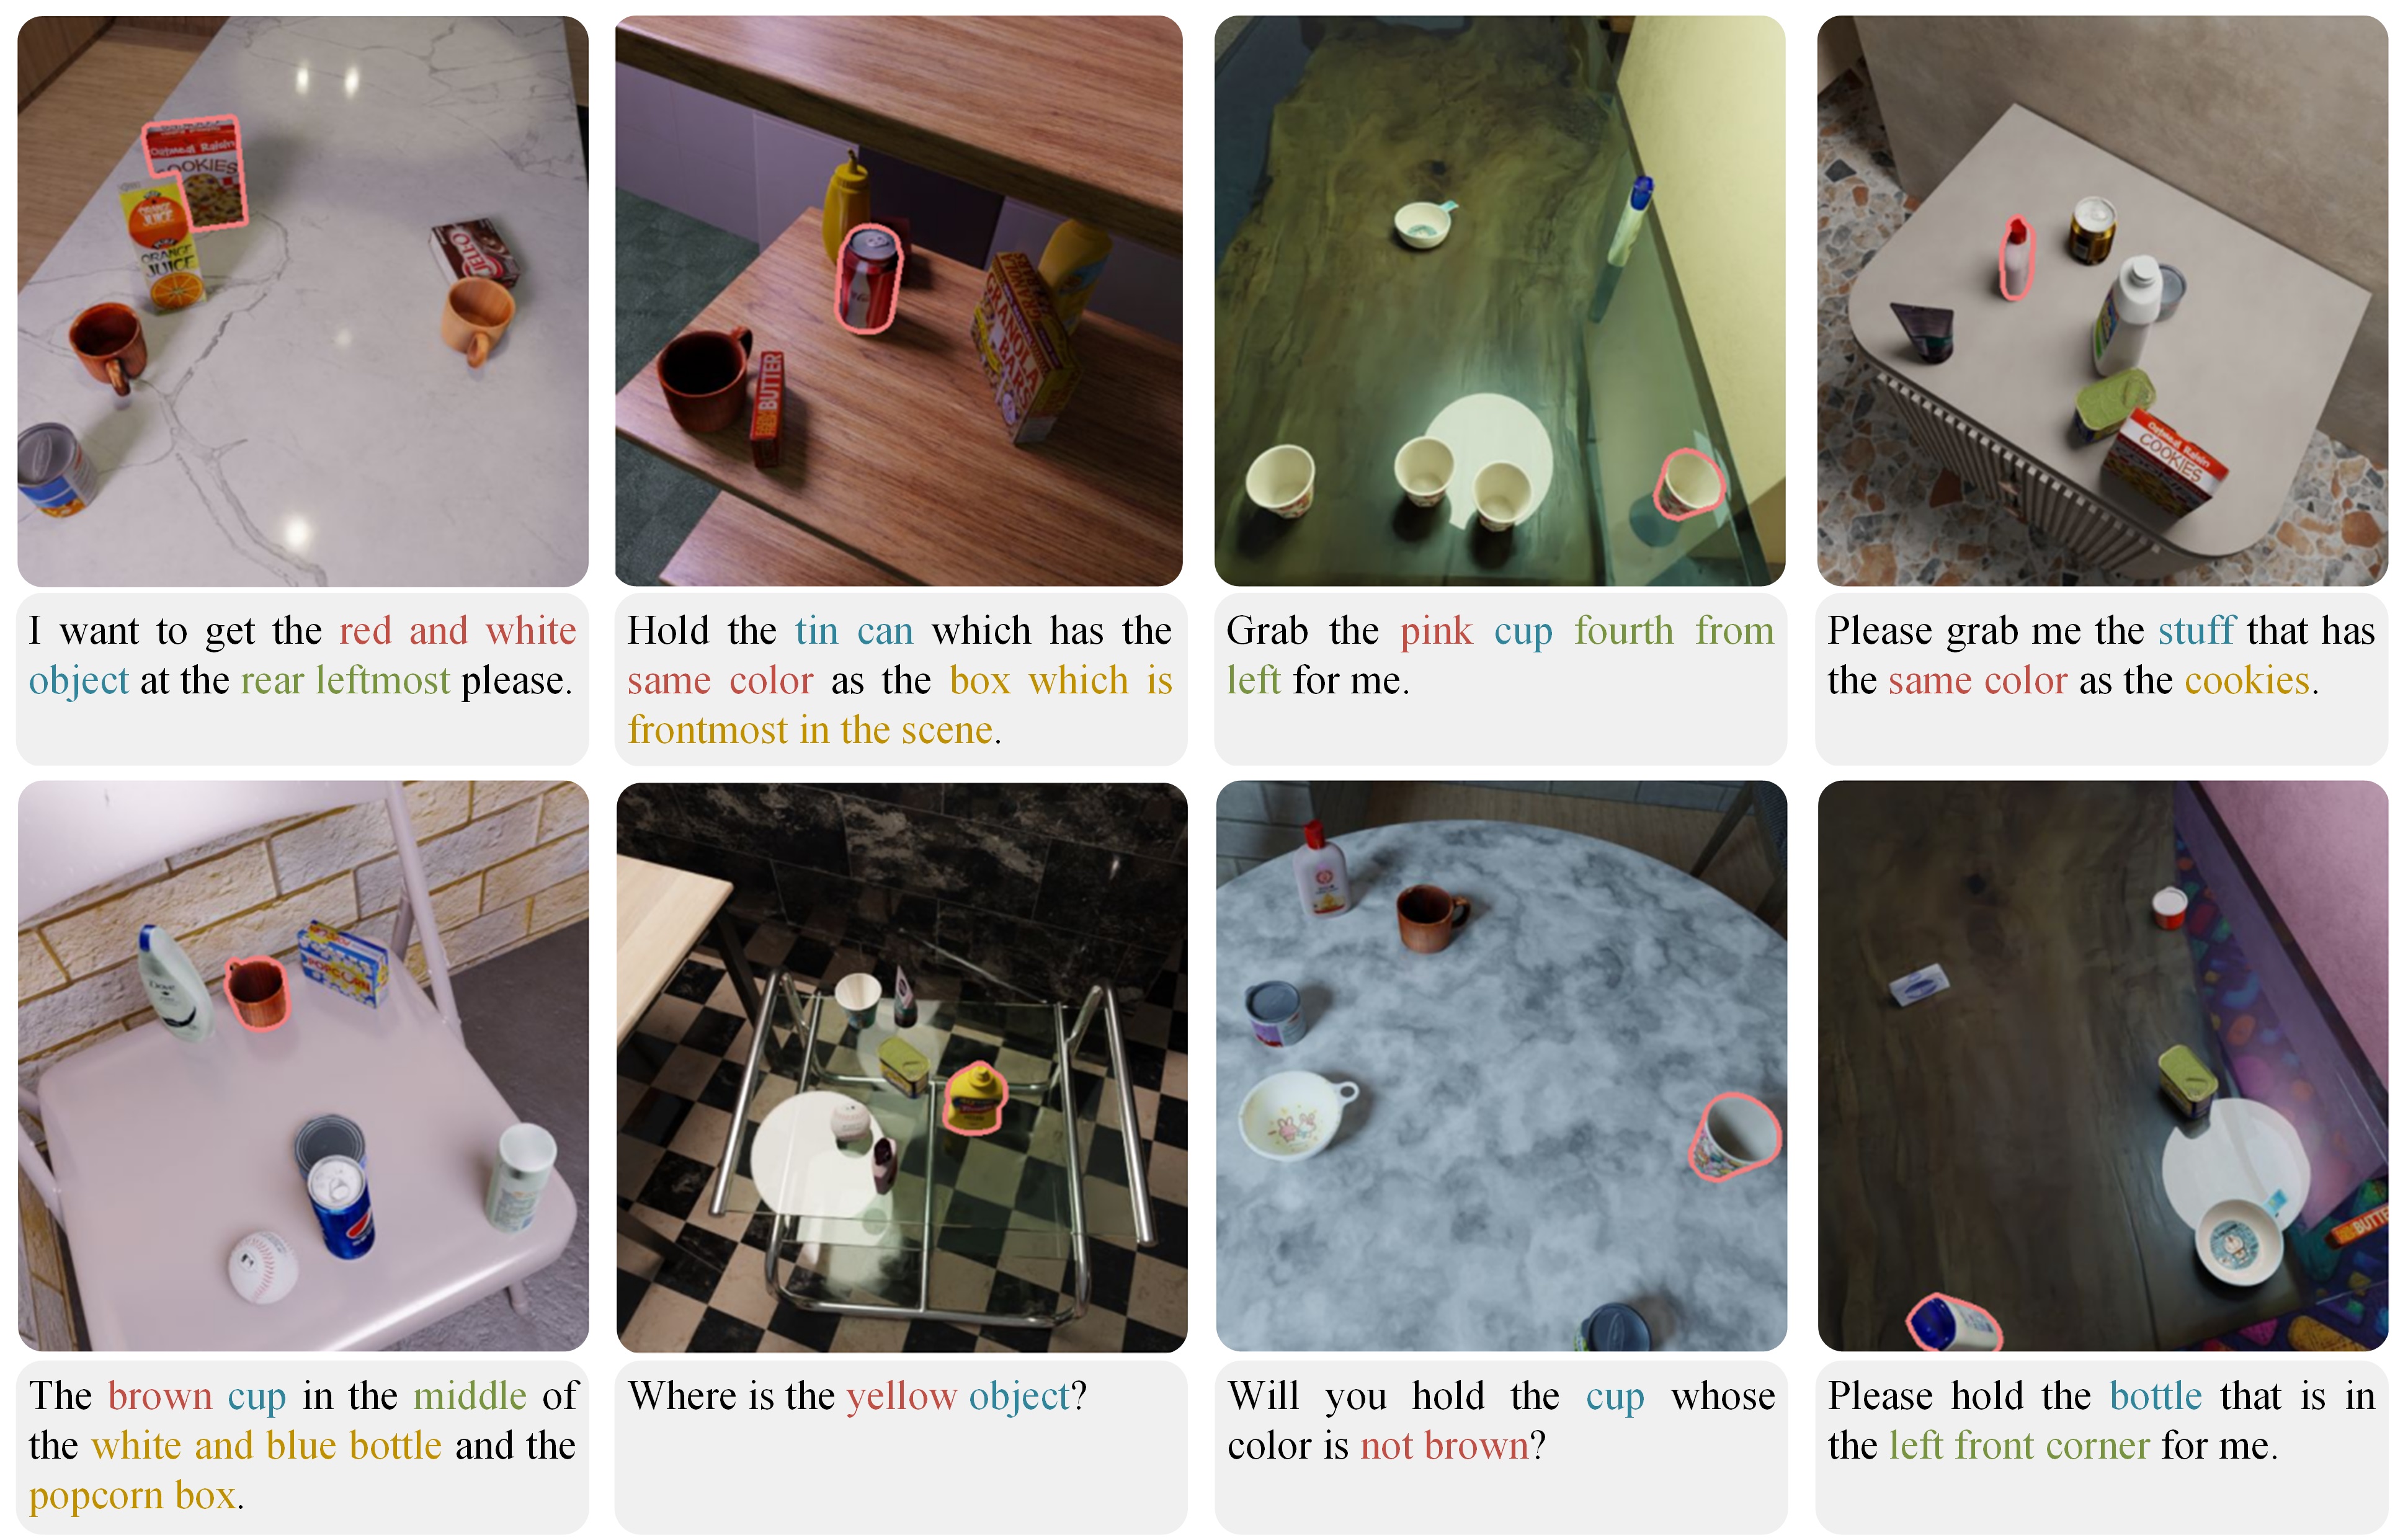 Oatmeal Raisin
COOKIES
ORANGE
JUICE
ORANGE
JUICE
JELL-O
BUTTER
GRANOLA
BARS
Oatmeal Raisin
COOKIES
I want to get the red and white
object at the rear leftmost please.
Hold the tin can which has the
same color as the box which is
frontmost in the scene.
Grab the pink cup fourth from
left for me.
Please grab me the stuff that has
the same color as the cookies.
Dove
POPCORN
BUTTE
The brown cup in the middle of
the white and blue bottle and the
popcorn box.
Where is the yellow object?
Will you hold the cup whose
color is not brown?
Please hold the bottle that is in
the left front corner for me.